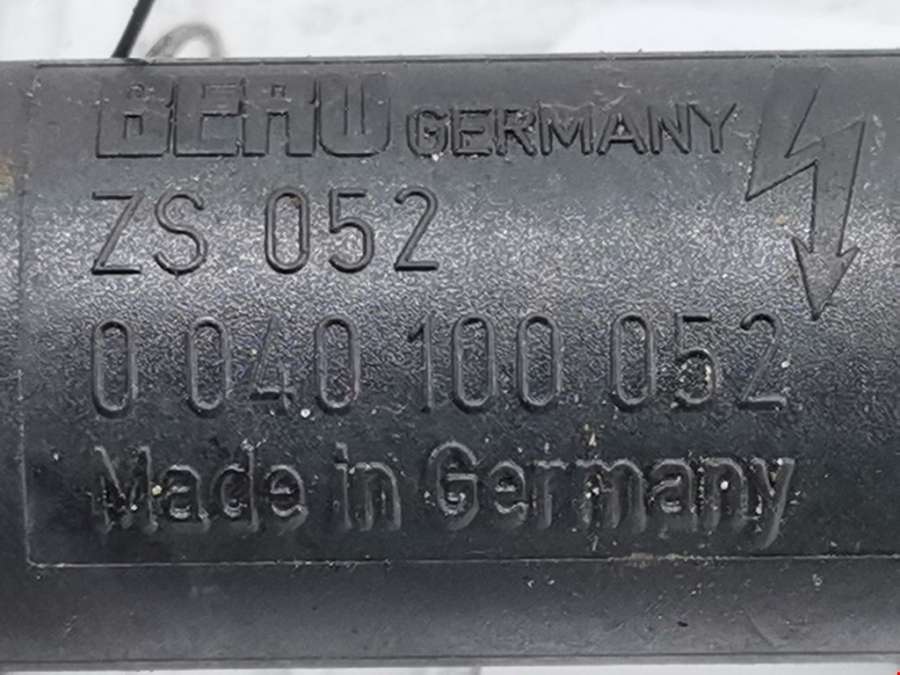 BERU GERMANY
ZS 052
0 040 100 052
Made in Germany